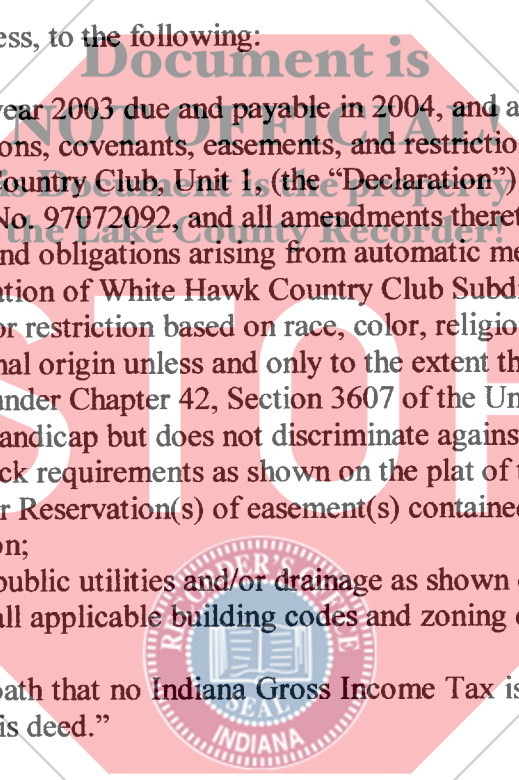 ess, to the following:
Document is
year 2003 due and payable in 2004, and a
NOT OFFICIAL!
ons, covenants, easements, and restrictio
Country Club, Unit 1, (the “Declaration”)
This Document is the property
No. 97072092, and all amendments theret
of the Lake County Recorder!
nd obligations arising from automatic me
ation of White Hawk Country Club Subdi
or restriction based on race, color, religio
nal origin unless and only to the extent th
STOP
under Chapter 42, Section 3607 of the Un
andicap but does not discriminate against
ck requirements as shown on the plat of t
r Reservation(s) of easement(s) contained
on;
public utilities and/or drainage as shown
all applicable building codes and zoning
RECORDER'S OFFICE
oath that no Indiana Gross Income Tax is
SEAL
is deed.”
INDIANA